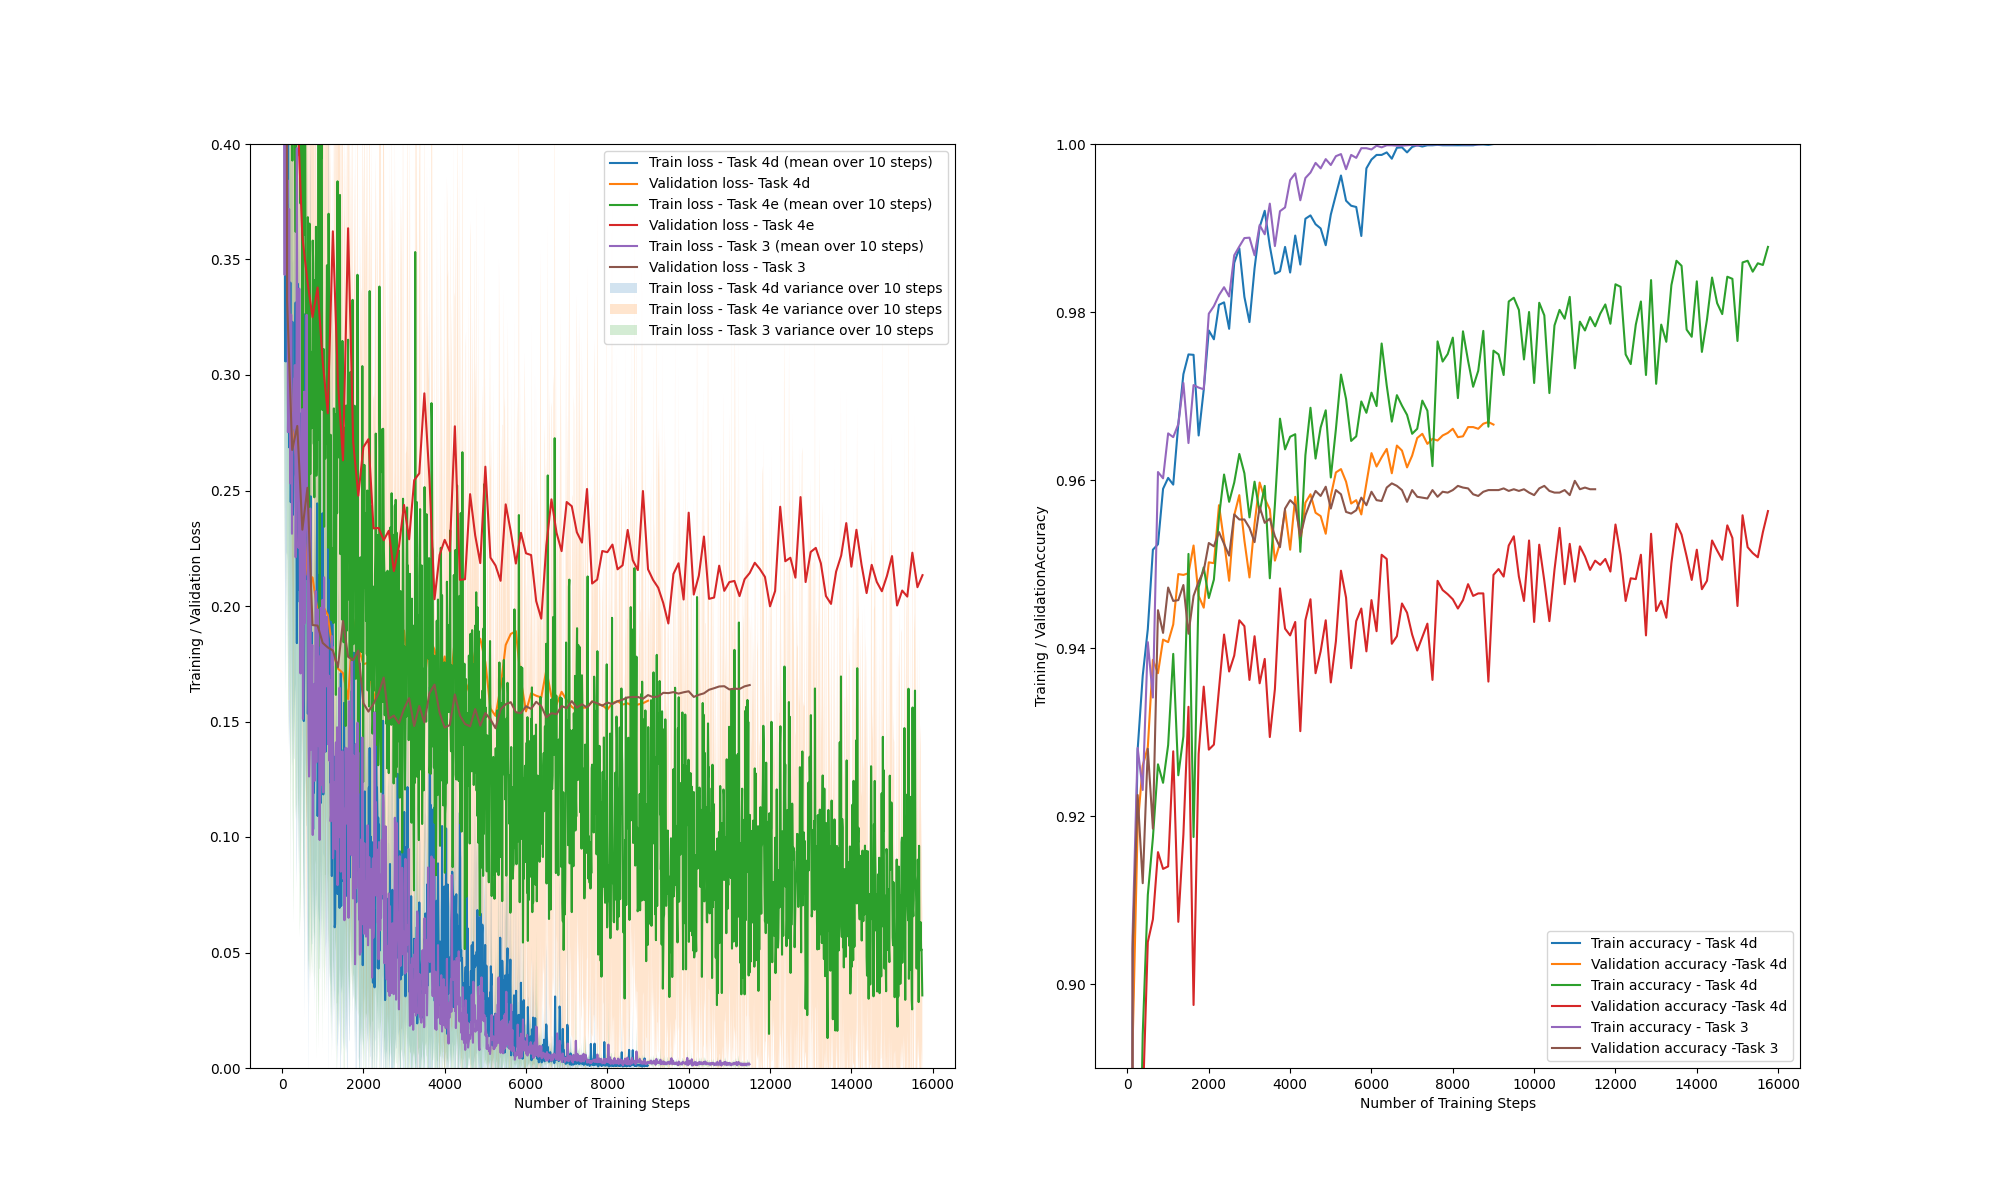 0.40
0.35
0.30
0.25
0.20
0.15
0.10
0.05
0.00
Training / Validation Loss
0 2000 4000 6000 8000 10000 12000 14000 16000
Number of Training Steps
Train loss - Task 4d (mean over 10 steps)
Validation loss- Task 4d
Train loss - Task 4e (mean over 10 steps)
Validation loss - Task 4e
Train loss - Task 3 (mean over 10 steps)
Validation loss - Task 3
Train loss - Task 4d variance over 10 steps
Train loss - Task 4e variance over 10 steps
Train loss - Task 3 variance over 10 steps
1.00
0.98
0.96
0.94
0.92
0.90
Training / ValidationAccuracy
0 2000 4000 6000 8000 10000 12000 14000 16000
Number of Training Steps
Train accuracy - Task 4d
Validation accuracy -Task 4d
Train accuracy - Task 4d
Validation accuracy -Task 4d
Train accuracy - Task 3
Validation accuracy -Task 3